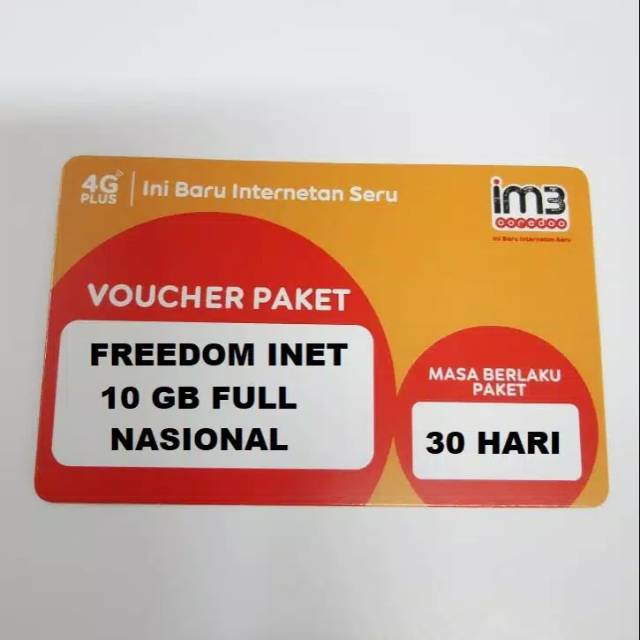 4G PLUS
Ini Baru Internetan Seru
im3
ooredoo
Ini Baru Internetan Seru
VOUCHER PAKET
FREEDOM INET
10 GB FULL
NASIONAL
MASA BERLAKU
PAKET
30 HARI